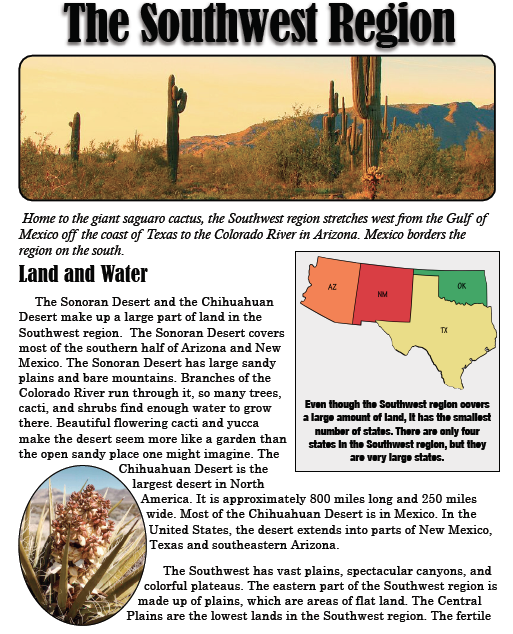 The Southwest Region
Home to the giant saguaro cactus, the Southwest region stretches west from the Gulf of
Mexico off the coast of Texas to the Colorado River in Arizona. Mexico borders the
region on the south.
Land and Water
The Sonoran Desert and the Chihuahuan
Desert make up a large part of land in the
Southwest region. The Sonoran Desert covers
most of the southern half of Arizona and New
Mexico. The Sonoran Desert has large sandy
plains and bare mountains. Branches of the
Colorado River run through it, so many trees,
cacti, and shrubs find enough water to grow
there. Beautiful flowering cacti and yucca
make the desert seem more like a garden than
the open sandy place one might imagine. The
Chihuahuan Desert is the
largest desert in North
America. It is approximately 800 miles long and 250 miles
wide. Most of the Chihuahuan Desert is in Mexico. In the
United States, the desert extends into parts of New Mexico,
Texas and southeastern Arizona.
The Southwest has vast plains, spectacular canyons, and
colorful plateaus. The eastern part of the Southwest region is
made up of plains, which are areas of flat land. The Central
Plains are the lowest lands in the Southwest region. The fertile
AZ
NM
OK
TX
Even though the Southwest region covers
a large amount of land, it has the smallest
number of states. There are only four
states in the Southwest region, but they
are very large states.